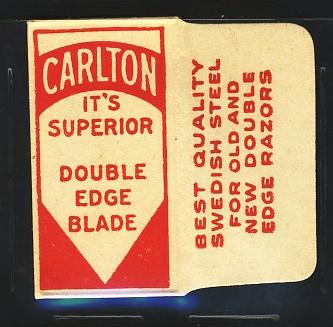 CARLTON
IT'S
SUPERIOR
DOUBLE
EDGE
BLADE
BEST QUALITY
SWEDISH STEEL
FOR OLD AND
NEW DOUBLE
EDGE RAZORS